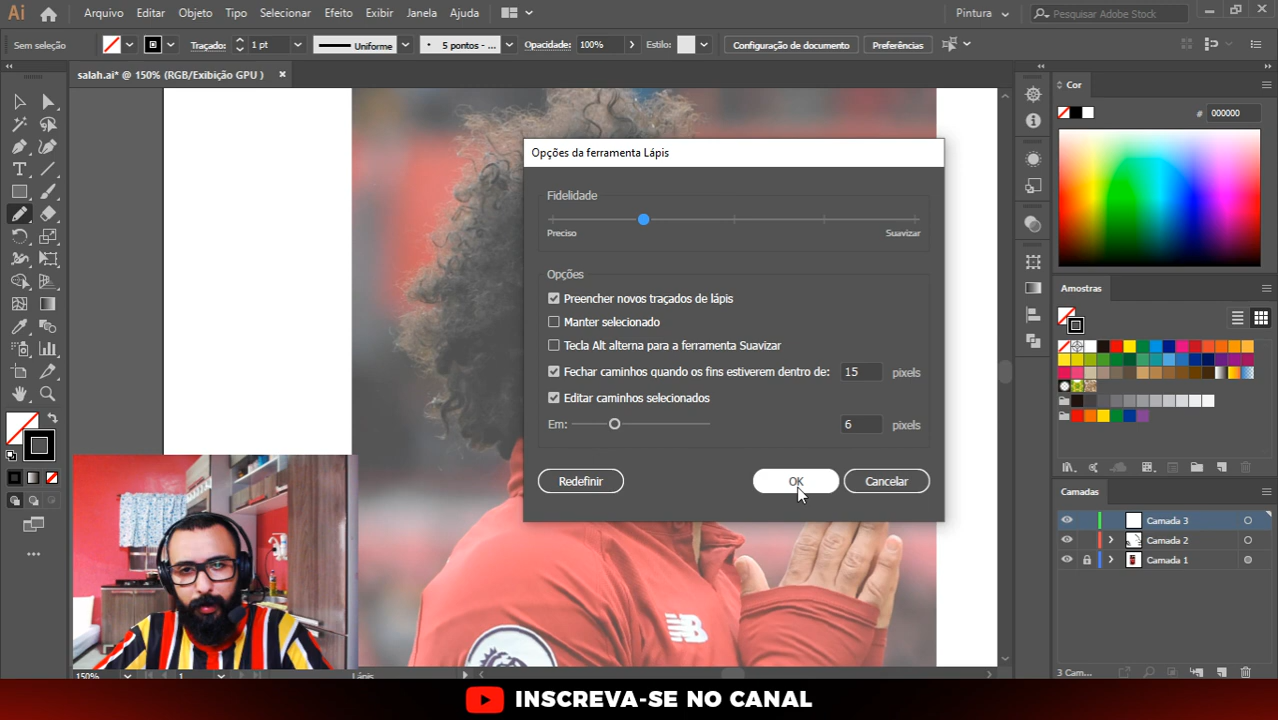 Ai
Arquivo Editar Objeto Tipo Selecionar Efeito Exibir Janela Ajuda
Pintura
Pesquisar Adobe Stock
Sem seleção
Traçado: 1 pt
Uniforme
5 pontos - ...
Opacidade: 100%
Estilo:
Configuração de documento
Preferências
salah.ai* @ 150% (RGB/Exibição GPU )
Opções da ferramenta Lápis
Fidelidade
Preciso
Suavizar
Opções
Preencher novos traçados de lápis
Manter selecionado
Tecla Alt alterna para a ferramenta Suavizar
Fechar caminhos quando os fins estiverem dentro de: 15 pixels
Editar caminhos selecionados
Em: 6 pixels
Redefinir
OK
Cancelar
Cor
# 000000
Amostras
Camadas
Camada 3
Camada 2
Camada 1
3 Cam...
150%
1
Lápis
INSCREVA-SE NO CANAL